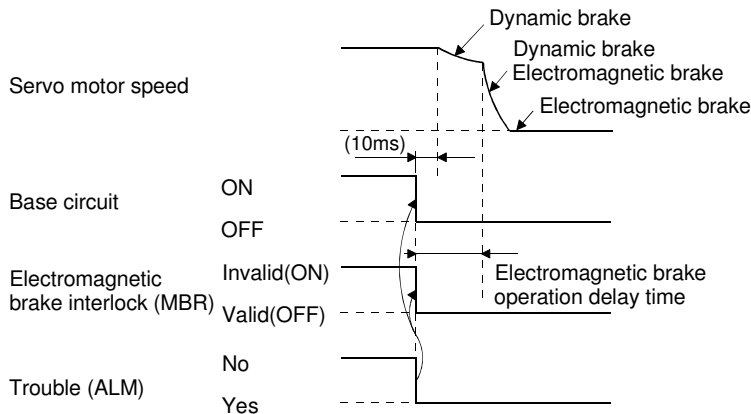 Dynamic brake
Dynamic brake
Electromagnetic brake
Servo motor speed
Electromagnetic brake
(10ms)
Base circuit
ON
OFF
Electromagnetic
brake interlock (MBR)
Invalid(ON)
Valid(OFF)
Electromagnetic brake
operation delay time
Trouble (ALM)
No
Yes